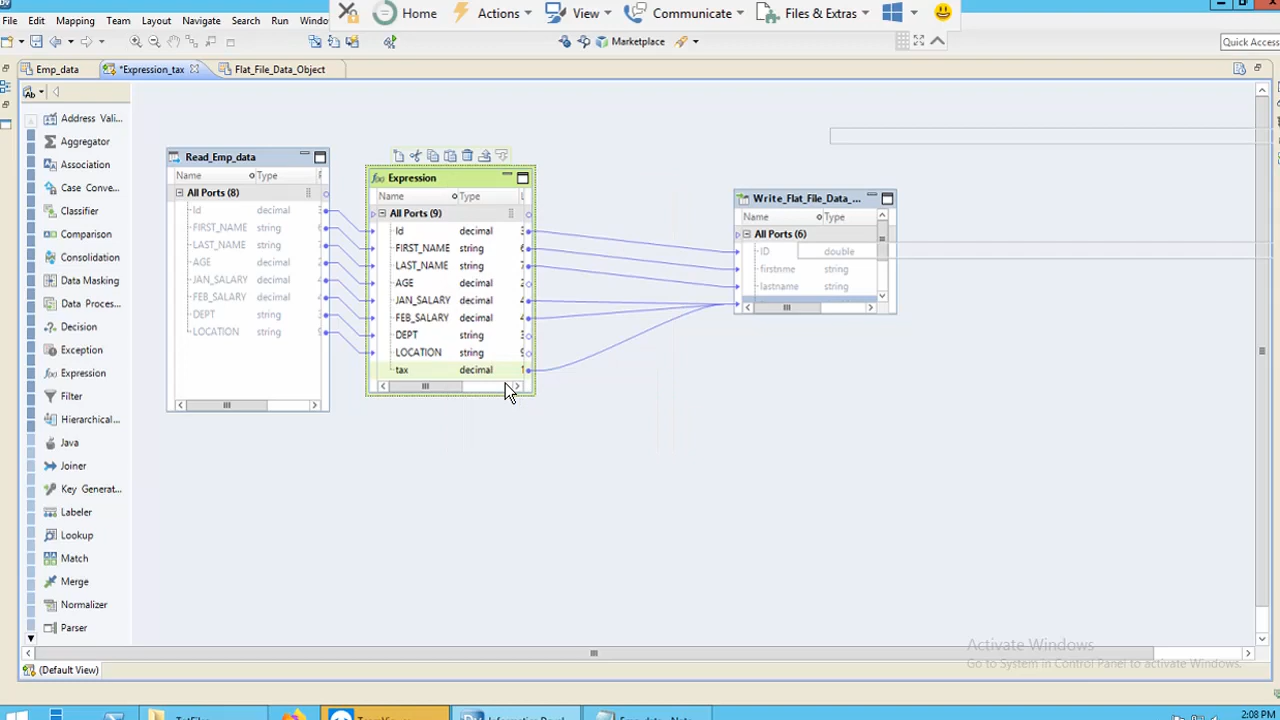 Home Actions View Communicate Files & Extras
File Edit Mapping Team Layout Navigate Search Run
Marketplace Quick Access
Emp_data *Expression_tax Flat_File_Data_Object
Address Vali...
Aggregator
Association
Case Conve...
Classifier
Comparison
Consolidation
Data Masking
Data Proces...
Decision
Exception
Expression
Filter
Hierarchical...
Java
Joiner
Key Generat...
Labeler
Lookup
Match
Merge
Normalizer
Parser
Read_Emp_data
Name Type
All Ports (8)
Id decimal
FIRST_NAME string
LAST_NAME string
AGE decimal
JAN_SALARY decimal
FEB_SALARY decimal
DEPT string
LOCATION string
Expression
Name Type
All Ports (9)
Id decimal
FIRST_NAME string
LAST_NAME string
AGE decimal
JAN_SALARY decimal
FEB_SALARY decimal
DEPT string
LOCATION string
tax decimal
Write_Flat_File_Data_...
Name Type
All Ports (6)
ID double
firstnme string
lastname string
Activate Windows
Go to System in Control Panel to activate Windows.
(Default View)
2:08 PM